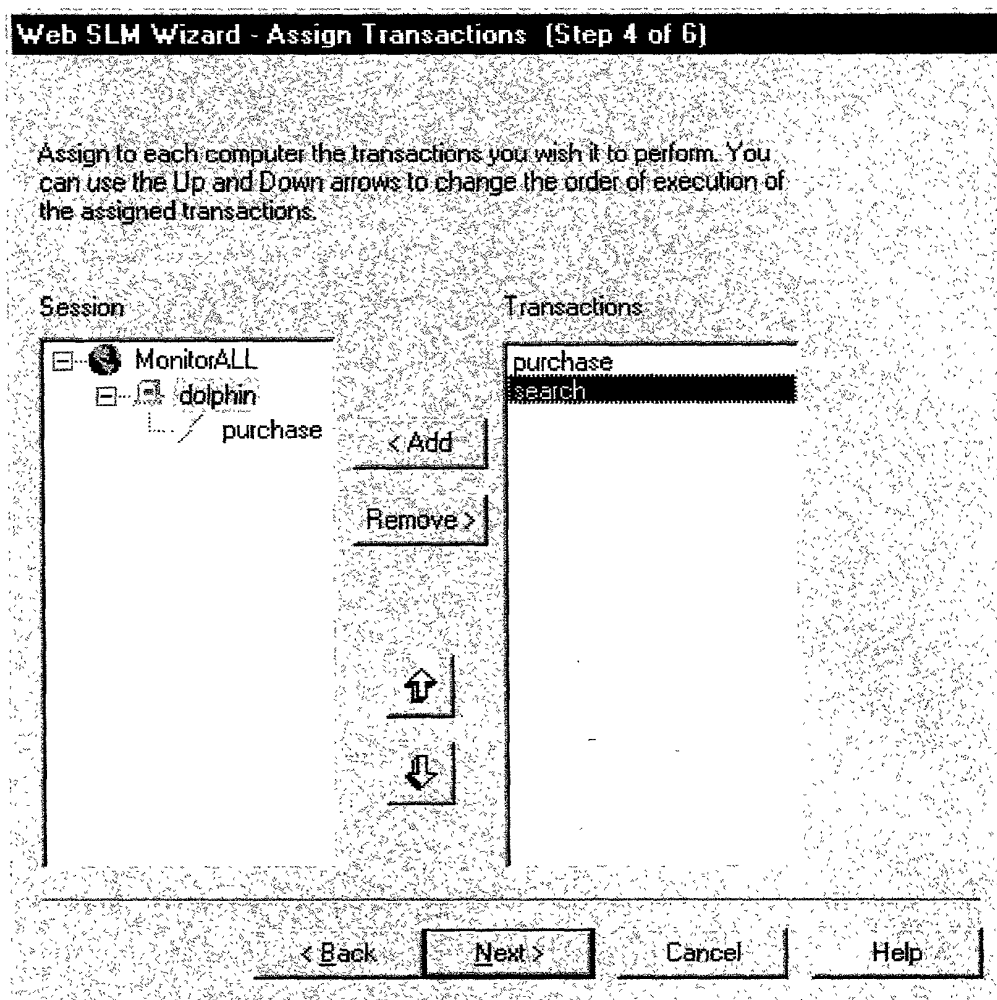 Web SLM Wizard - Assign Transactions (Step 4 of 6)
Assign to each computer the transactions you wish it to perform. You
can use the Up and Down arrows to change the order of execution of
the assigned transactions.
Session
Transactions
MonitorALL
dolphin
purchase
purchase
search
< Add
Remove >
< Back
Next >
Cancel
Help